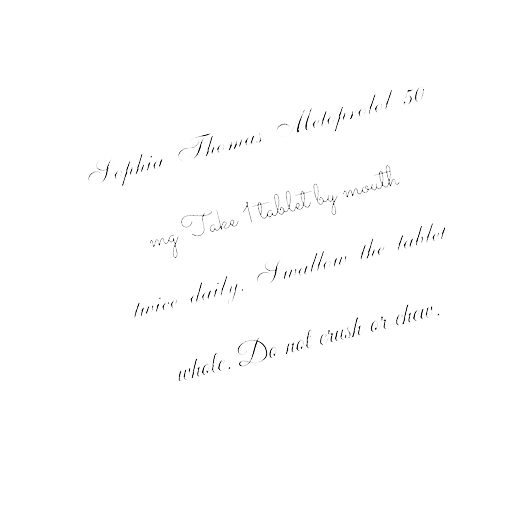 Sophia Thomas Metoprolol 50
mg Take 1 tablet by mouth
twice daily. Swallow the tablet
whole. Do not crush or chew.